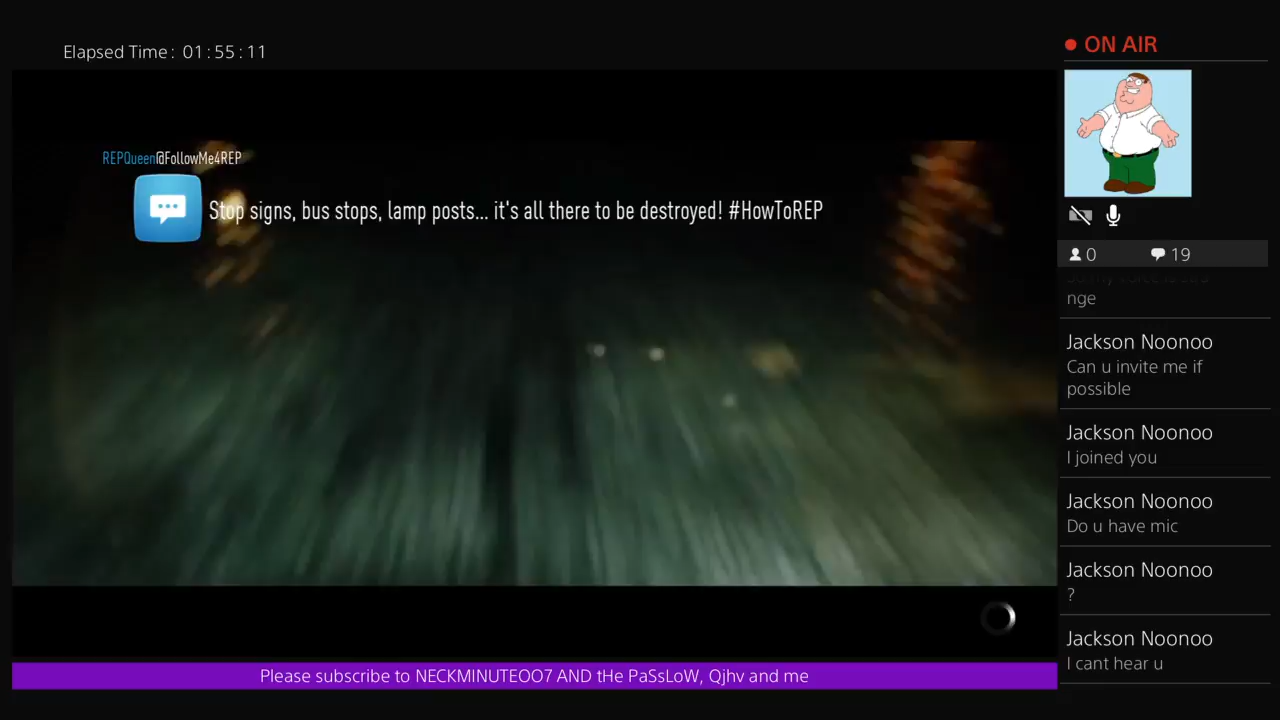 Elapsed Time: 01:55:11
ON AIR
REPQueen@FollowMe4REP
Stop signs, bus stops, lamp posts... it's all there to be destroyed! #HowToREP
0
19
nge
Jackson Noonoo
Can u invite me if
possible
Jackson Noonoo
I joined you
Jackson Noonoo
Do u have mic
Jackson Noonoo
?
Jackson Noonoo
I cant hear u
Please subscribe to NECKMINUTEOO7 AND tHe PaSsLoW, Qjhv and me